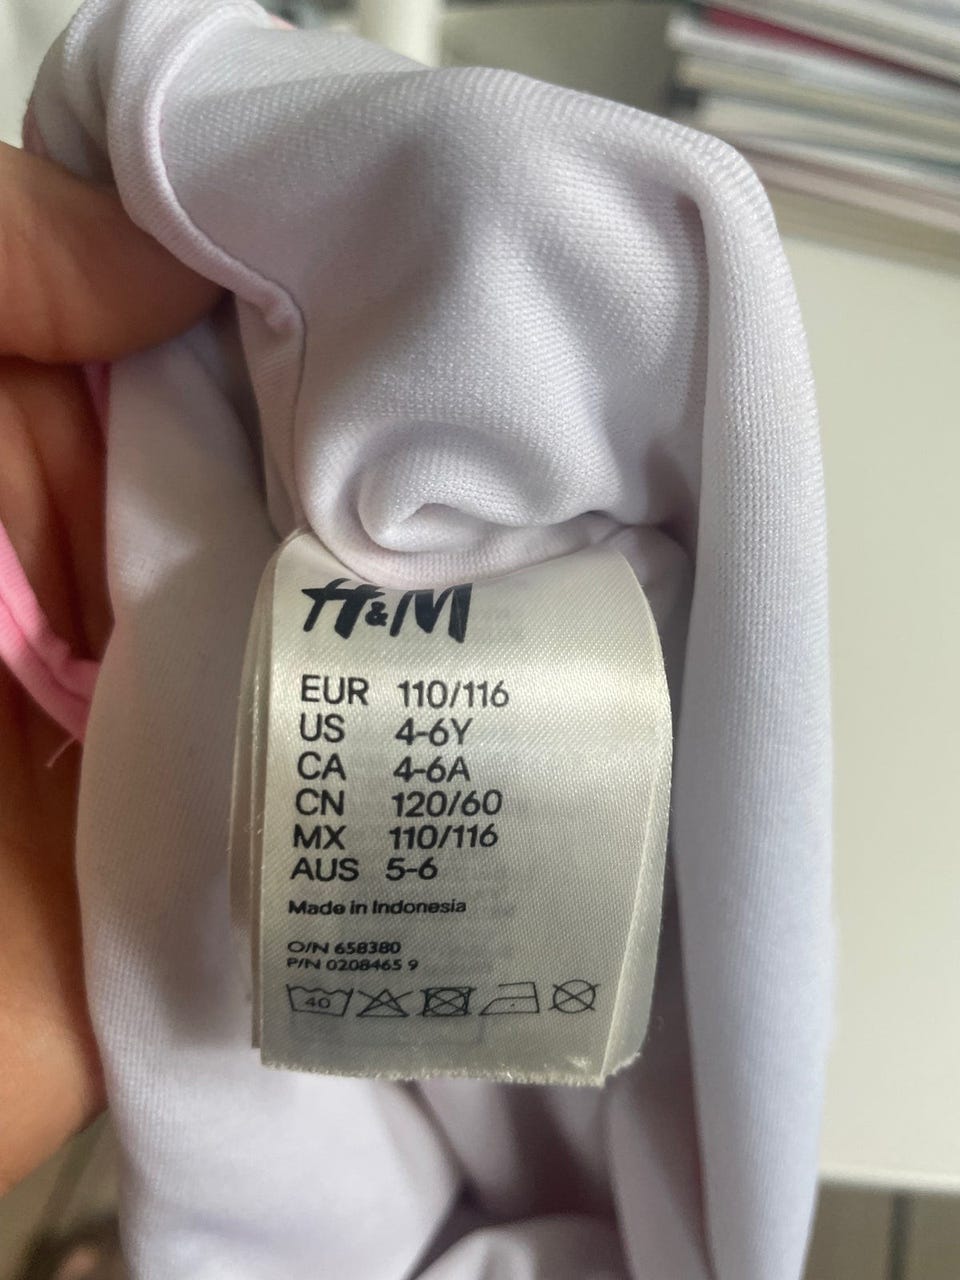 H&M
EUR 110/116
US 4-6Y
CA 4-6A
CN 120/60
MX 110/116
AUS 5-6
Made in Indonesia
O/N 658380
P/N 0208465 9
40